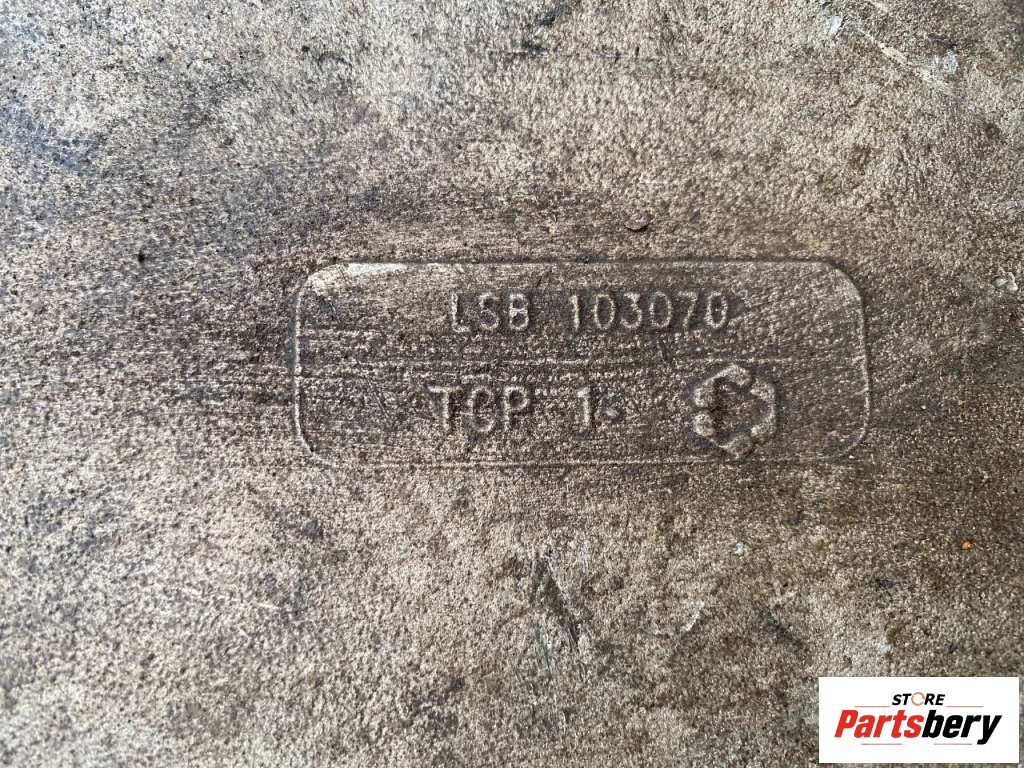 LSB 103070
TCP 1
STORE
Partsbery